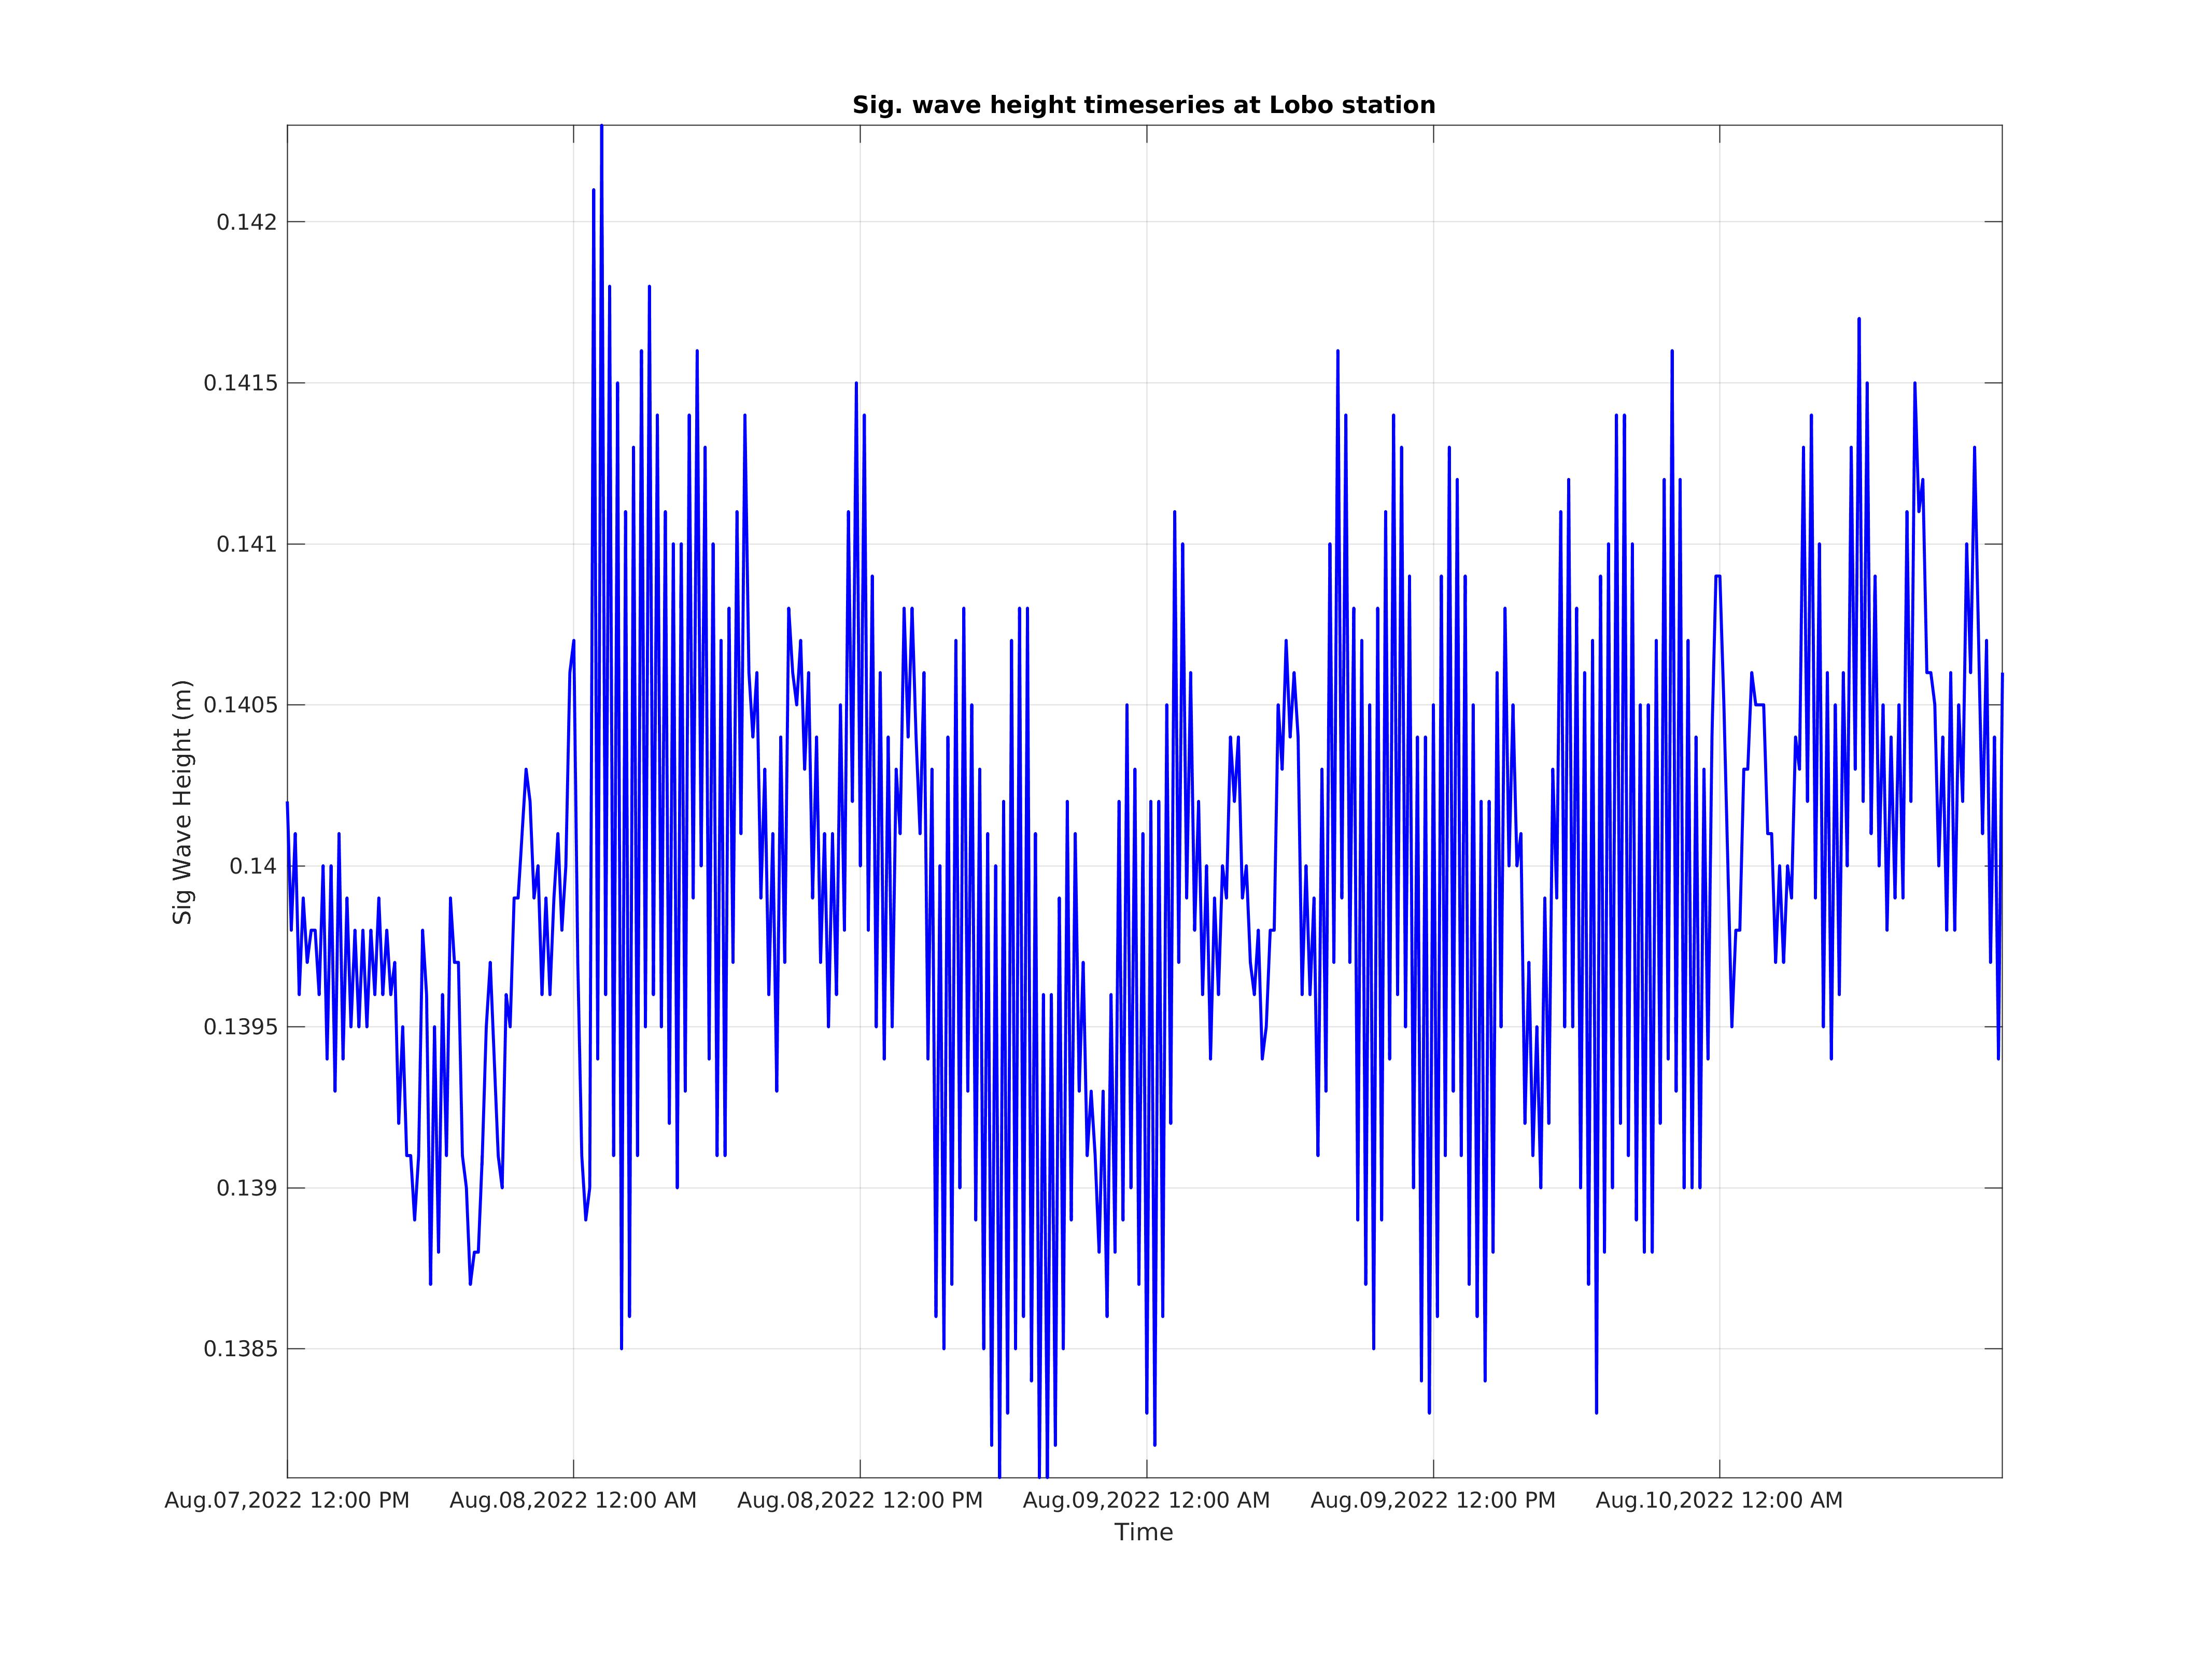 Sig. wave height timeseries at Lobo station
0.142
0.1415
0.141
0.1405
0.14
0.1395
0.139
0.1385
Sig Wave Height (m)
Aug.07,2022 12:00 PM Aug.08,2022 12:00 AM Aug.08,2022 12:00 PM Aug.09,2022 12:00 AM Aug.09,2022 12:00 PM Aug.10,2022 12:00 AM
Time